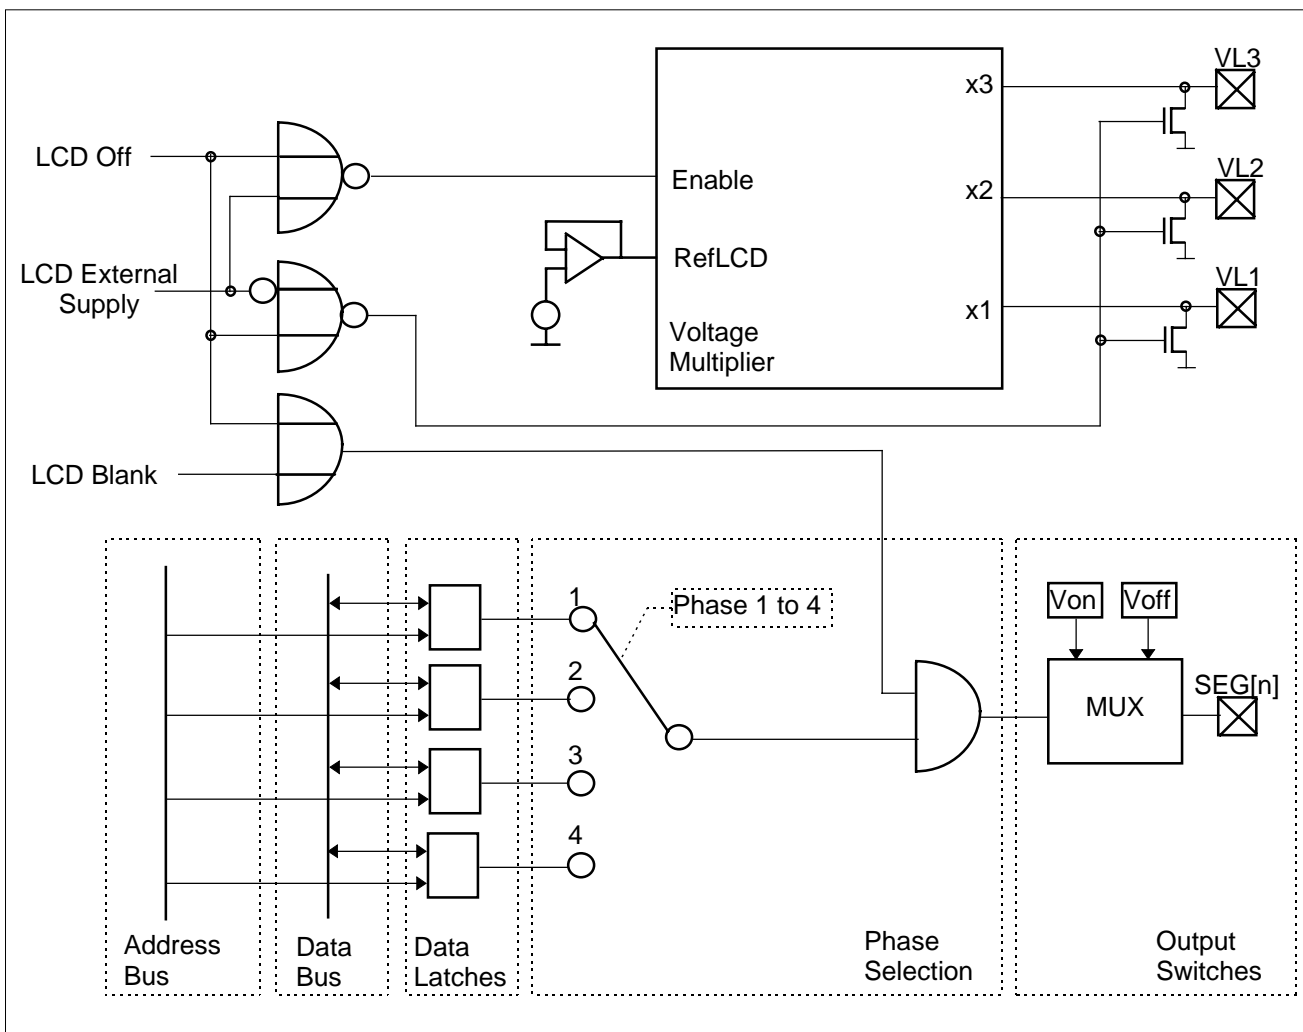 VL3
x3
LCD Off
Enable
x2
VL2
LCD External
Supply
RefLCD
VL1
x1
Voltage
Multiplier
LCD Blank
1
Phase 1 to 4
Von
Voff
2
SEG[n]
MUX
3
4
Address
Bus
Data
Bus
Data
Latches
Phase
Selection
Output
Switches